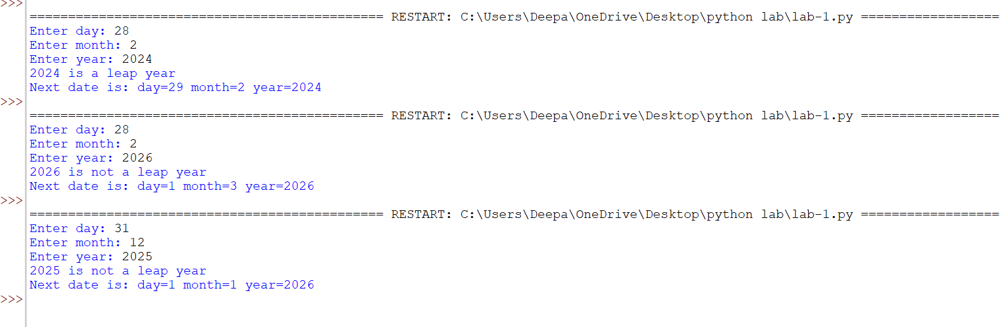 >>>
============================================== RESTART: C:\Users\Deepa\OneDrive\Desktop\python lab\lab-1.py ==================
Enter day: 28
Enter month: 2
Enter year: 2024
2024 is a leap year
Next date is: day=29 month=2 year=2024
>>>
============================================== RESTART: C:\Users\Deepa\OneDrive\Desktop\python lab\lab-1.py ==================
Enter day: 28
Enter month: 2
Enter year: 2026
2026 is not a leap year
Next date is: day=1 month=3 year=2026
>>>
============================================== RESTART: C:\Users\Deepa\OneDrive\Desktop\python lab\lab-1.py ==================
Enter day: 31
Enter month: 12
Enter year: 2025
2025 is not a leap year
Next date is: day=1 month=1 year=2026
>>>